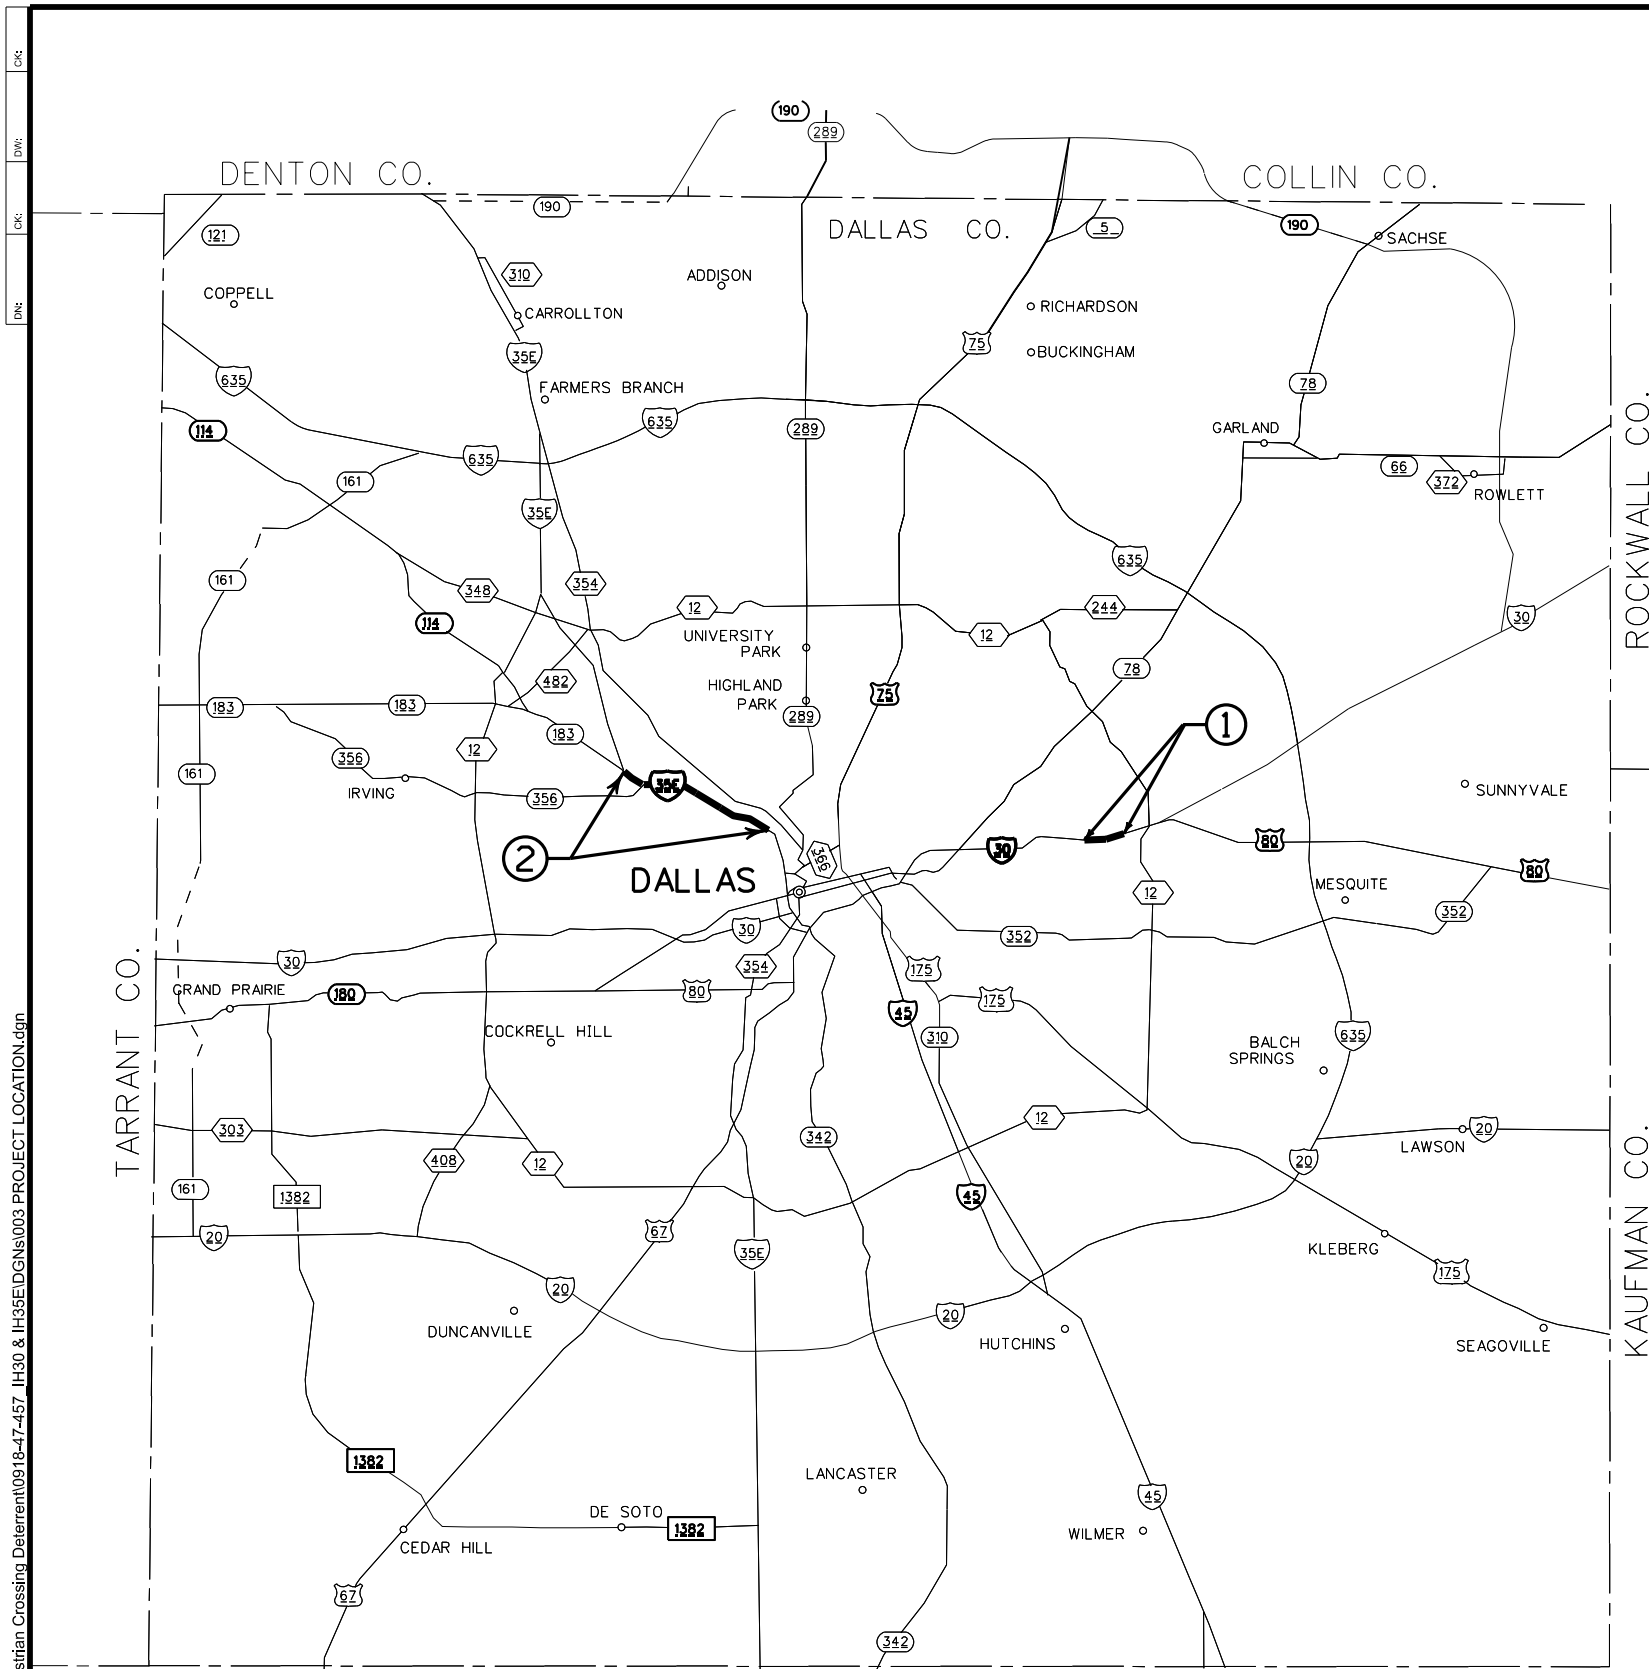 CK:
DW:
CK:
DN:
strian Crossing Deterrent\0918-47-457_IH30 & IH35E\DGNs\003 PROJECT LOCATION.dgn
190
289
DENTON CO.
COLLIN CO.
190
121
DALLAS CO.
5
190
SACHSE
310
ADDISON
COPPELL
CARROLLTON
RICHARDSON
75
BUCKINGHAM
35E
635
FARMERS BRANCH
78
114
635
289
GARLAND
635
66
161
372
ROWLETT
ROCKWALL CO.
35E
635
161
348
354
12
244
30
114
UNIVERSITY
PARK
12
78
482
HIGHLAND
PARK
75
183
183
289
1
183
12
356
161
IRVING
356
35E
SUNNYVALE
2
366
30
80
80
DALLAS
12
MESQUITE
352
30
352
30
354
175
TARRANT CO.
GRAND PRAIRIE
180
80
175
45
COCKRELL HILL
310
635
BALCH
SPRINGS
12
303
342
20
LAWSON
408
12
20
161
1382
45
KAUFMAN CO.
20
67
35E
KLEBERG
175
20
20
DUNCANVILLE
HUTCHINS
SEAGOVILLE
1382
LANCASTER
45
DE SOTO
1382
WILMER
CEDAR HILL
67
342